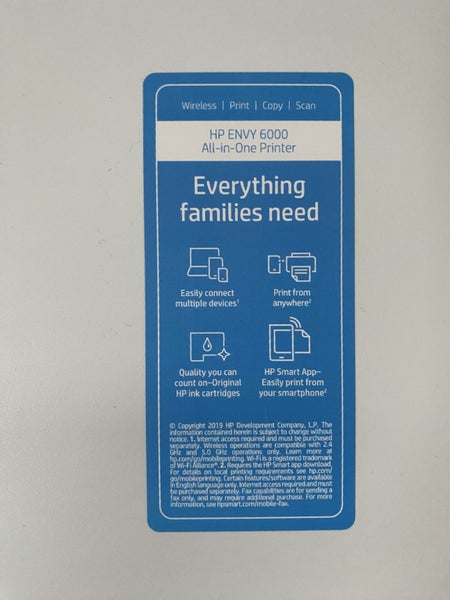 Wireless | Print | Copy | Scan
HP ENVY 6000
All-in-One Printer
Everything
families need
Easily connect
multiple devices¹
Print from
anywhere²
Quality you can
count on–Original
HP ink cartridges
HP Smart App–
Easily print from
your smartphone²
© Copyright 2019 HP Development Company, L.P. The
information contained herein is subject to change without
notice. 1. Internet access required and must be purchased
separately. Wireless operations are compatible with 2.4
GHz and 5.0 GHz operations only. Learn more at
hp.com/go/mobileprinting. Wi-Fi is a registered trademark
of Wi-Fi Alliance®. 2. Requires the HP Smart app download.
For details on local printing requirements see hp.com/
go/mobileprinting. Certain features/software are available
in English language only. Internet access required and must
be purchased separately. Fax capabilities are for sending a
fax only, and may require additional purchase. For more
information, see hpsmart.com/mobile-fax.